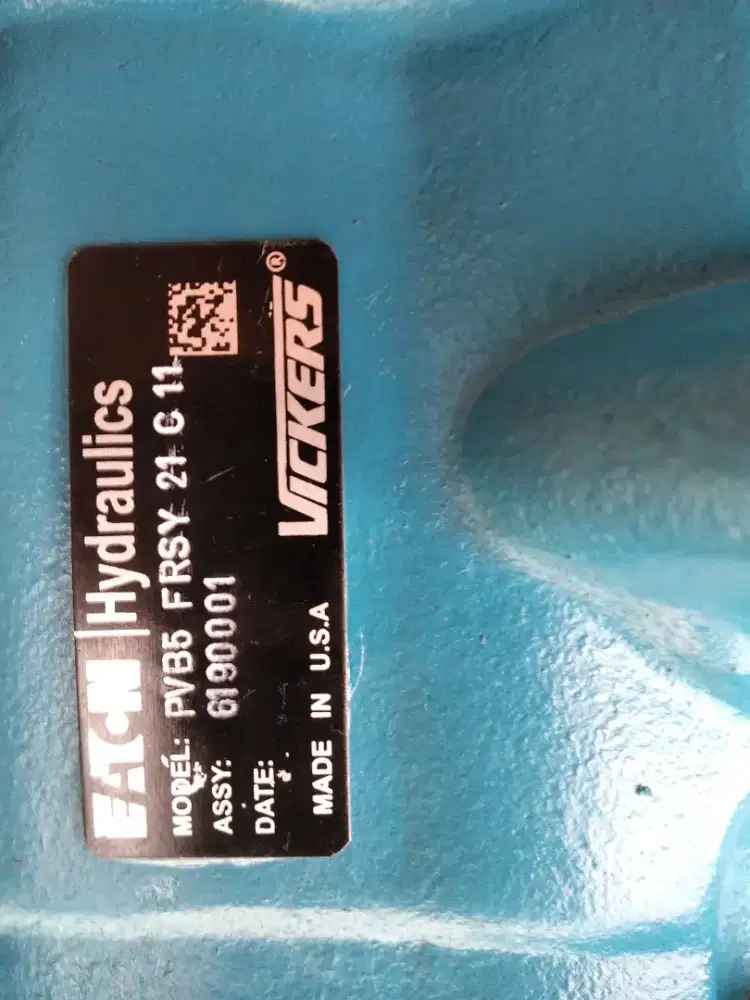 EATON | Hydraulics
MODEL: PVB5 FRSY 21 C 11
ASSY: 6190001
DATE:
VICKERS®
MADE IN U.S.A